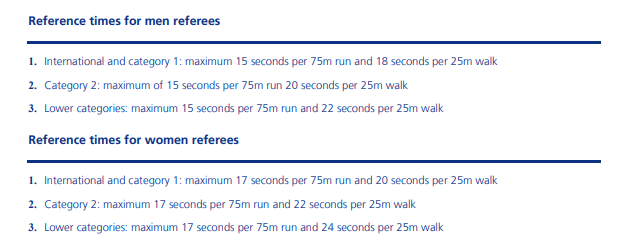 Reference times for men referees
1. International and category 1: maximum 15 seconds per 75m run and 18 seconds per 25m walk
2. Category 2: maximum of 15 seconds per 75m run 20 seconds per 25m walk
3. Lower categories: maximum 15 seconds per 75m run and 22 seconds per 25m walk
Reference times for women referees
1. International and category 1: maximum 17 seconds per 75m run and 20 seconds per 25m walk
2. Category 2: maximum 17 seconds per 75m run and 22 seconds per 25m walk
3. Lower categories: maximum 17 seconds per 75m run and 24 seconds per 25m walk